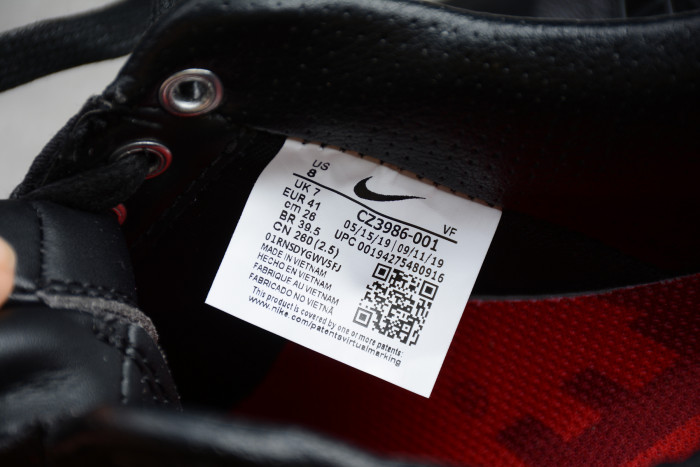 US
8
UK 7
EUR 41
cm 26
BR 39.5
CN 260(2.5)
CZ3986-001 VF
05/15/19 | 09/11/19
UPC 00194275480916
01RNSDYGWV5FJ
MADE IN VIETNAM
HECHO EN VIETNAM
FABRIQUE AU VIETNAM
FABRICADO NO VIETNÃ
This product is covered by one or more patents:
www.nike.com/patentsvirtualmarking